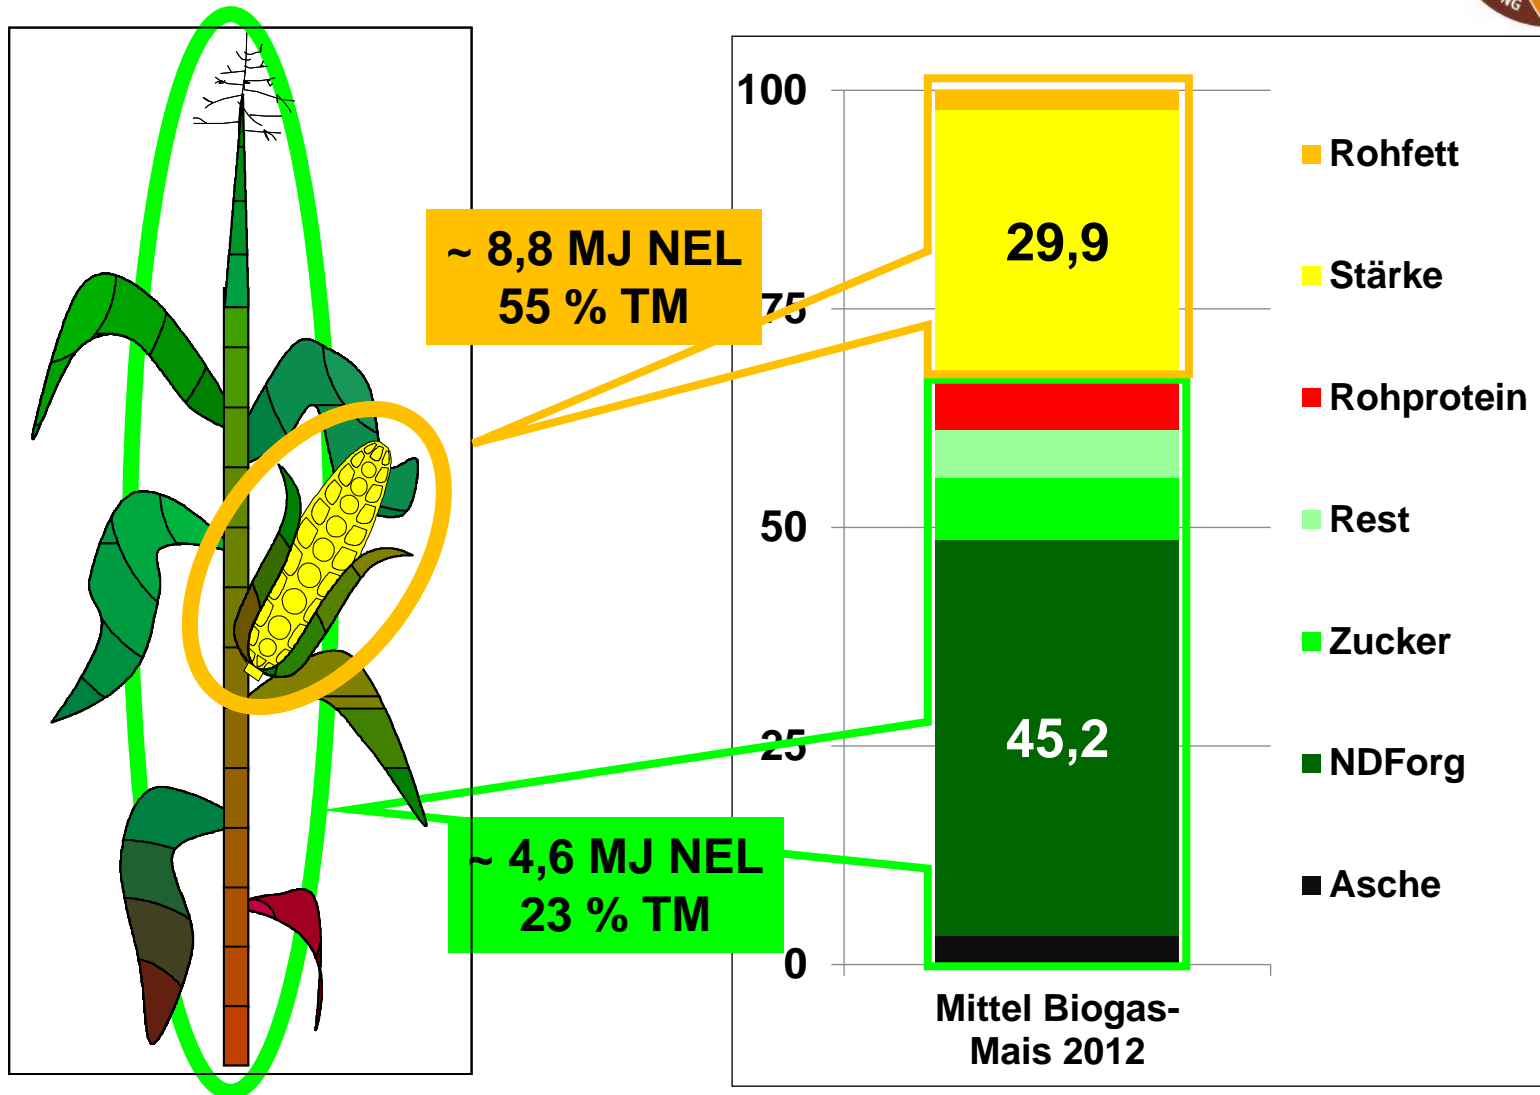 NG
100
75
50
25
0
~ 8,8 MJ NEL
55 % TM
~ 4,6 MJ NEL
23 % TM
29,9
45,2
Mittel Biogas-
Mais 2012
Rohfett
Stärke
Rohprotein
Rest
Zucker
NDForg
Asche